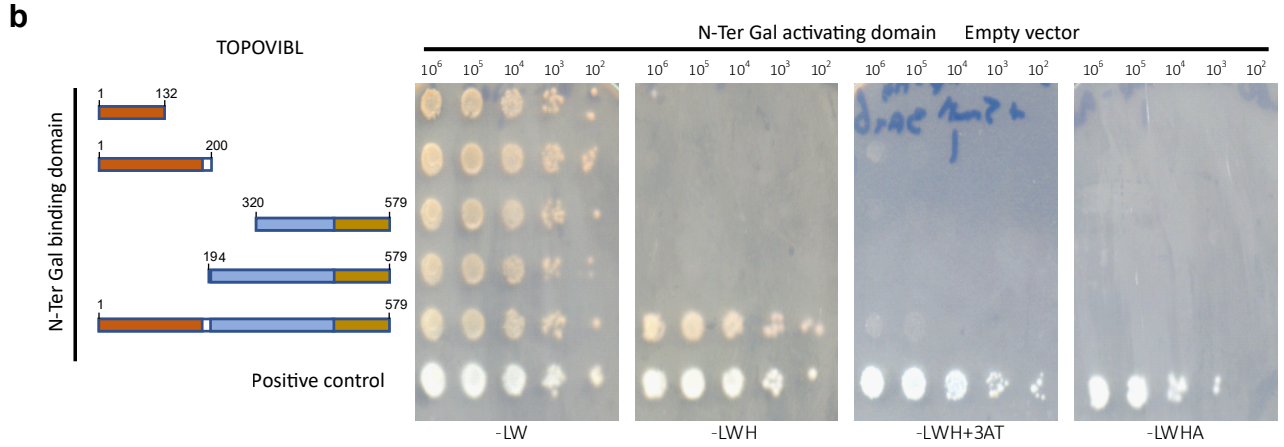 b
TOPOVIBL
N-Ter Gal activating domain Empty vector
10⁶ 10⁵ 10⁴ 10³ 10² 10⁶ 10⁵ 10⁴ 10³ 10² 10⁶ 10⁵ 10⁴ 10³ 10² 10⁶ 10⁵ 10⁴ 10³ 10²
N-Ter Gal binding domain
1 132
1 200
320 579
194 579
1 579
Positive control
-LW -LWH -LWH+3AT -LWHA